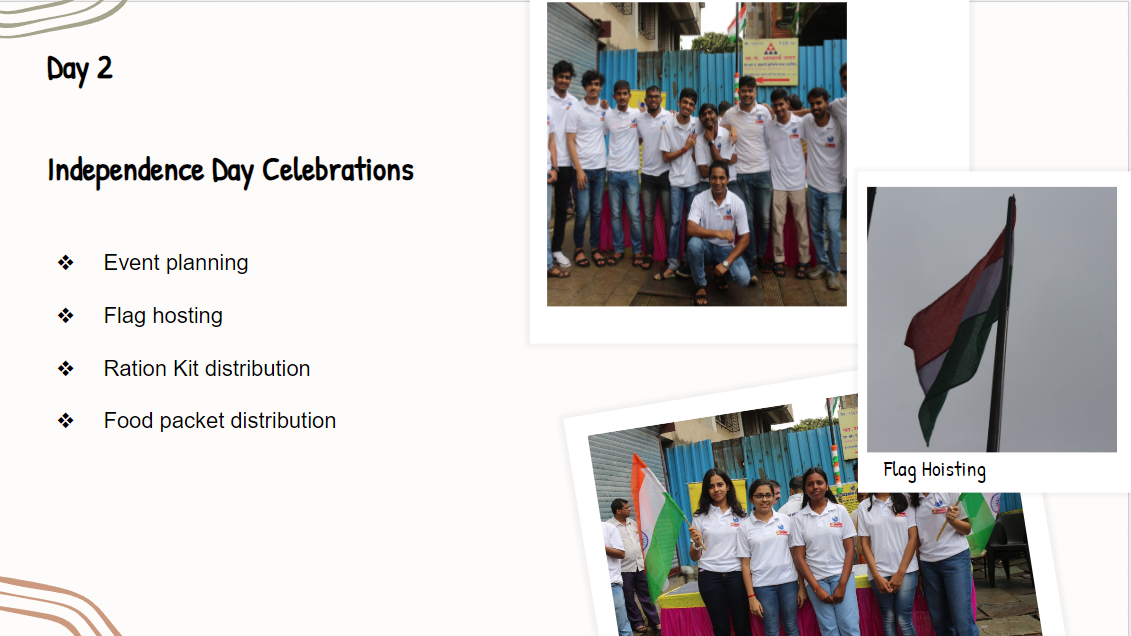 Day 2
Independence Day Celebrations
❖ Event planning
❖ Flag hosting
❖ Ration Kit distribution
❖ Food packet distribution
Flag Hoisting